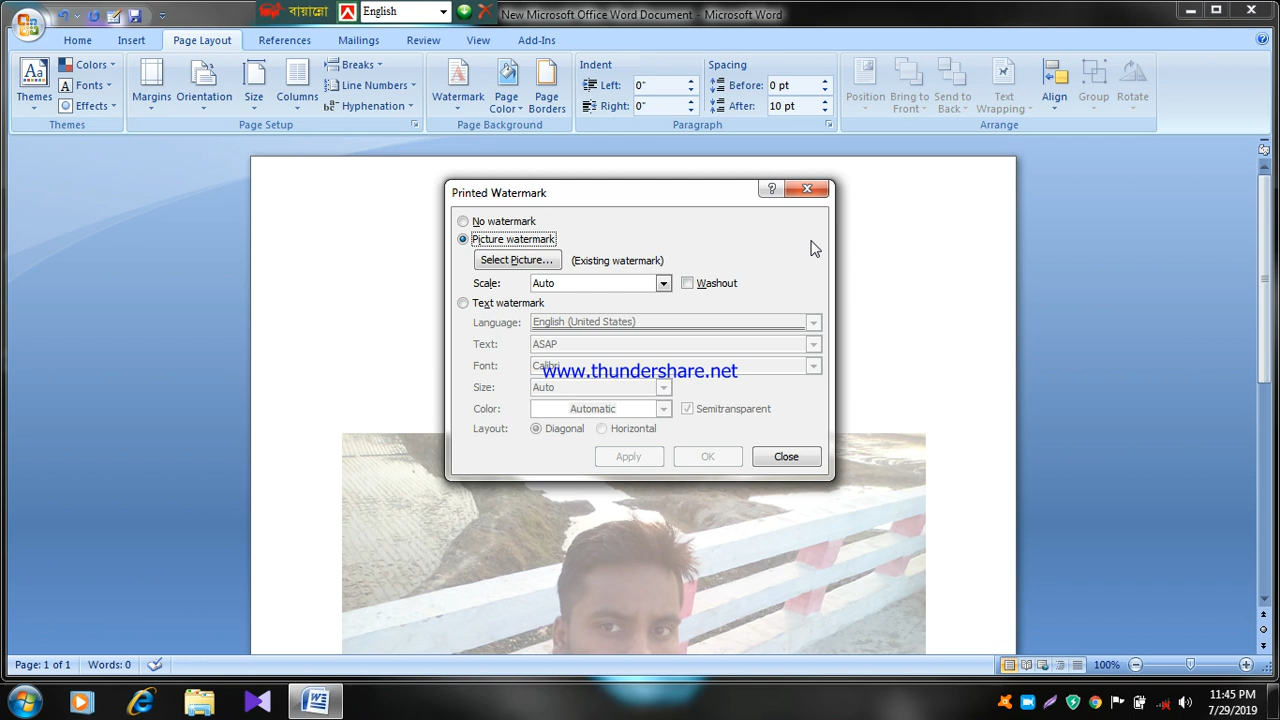 বায়ান্নো English New Microsoft Office Word Document - Microsoft Word
Home Insert Page Layout References Mailings Review View Add-Ins
Themes Colors Fonts Effects
Margins Orientation Size Columns Breaks Line Numbers Hyphenation
Watermark Page Color Page Borders
Indent Spacing
Left: 0" Before: 0 pt
Right: 0" After: 10 pt
Position Bring to Front Send to Back Text Wrapping Align Group Rotate
Themes Page Setup Page Background Paragraph Arrange
Printed Watermark
No watermark
Picture watermark
Select Picture... (Existing watermark)
Scale: Auto Washout
Text watermark
Language: English (United States)
Text: ASAP
Font: Calibri
www.thundershare.net
Size: Auto
Color: Automatic Semitransparent
Layout: Diagonal Horizontal
Apply OK Close
Page: 1 of 1 Words: 0 100%
11:45 PM
7/29/2019